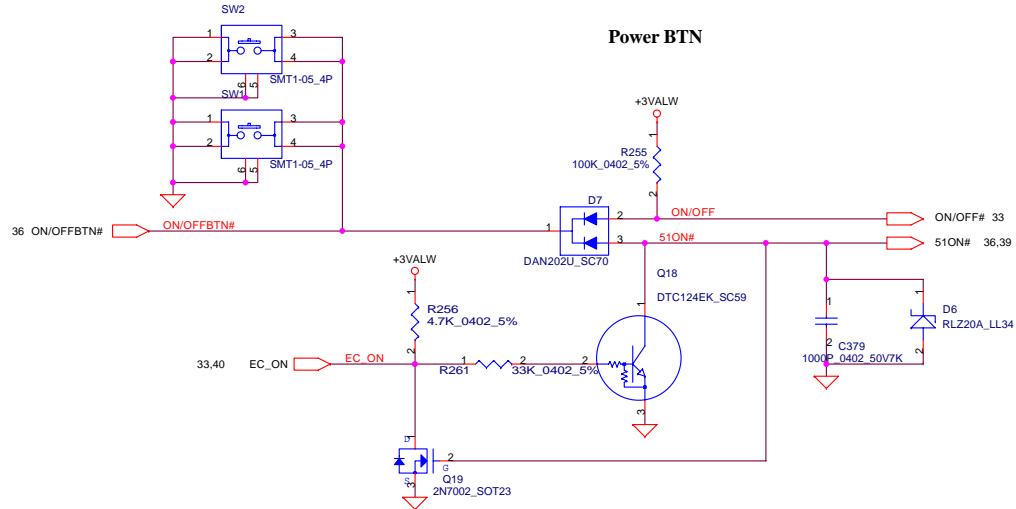 SW2
1
3
2
4
6
5
SMT1-05_4P
SW1
1
3
2
4
6
5
SMT1-05_4P
Power BTN
+3VALW
1
R255
100K_0402_5%
2
D7
36 ON/OFFBTN#
ON/OFFBTN#
1
2
ON/OFF
ON/OFF# 33
3
51ON#
51ON# 36,39
DAN202U_SC70
+3VALW
1
R256
4.7K_0402_5%
2
Q18
DTC124EK_SC59
1
1
D6
RLZ20A_LL34
2
1
2
C379
1000P_0402_50V7K
33,40 EC_ON
EC_ON
1
R261
2
33K_0402_5%
2
3
1
D
G
2
S
3
Q19
2N7002_SOT23